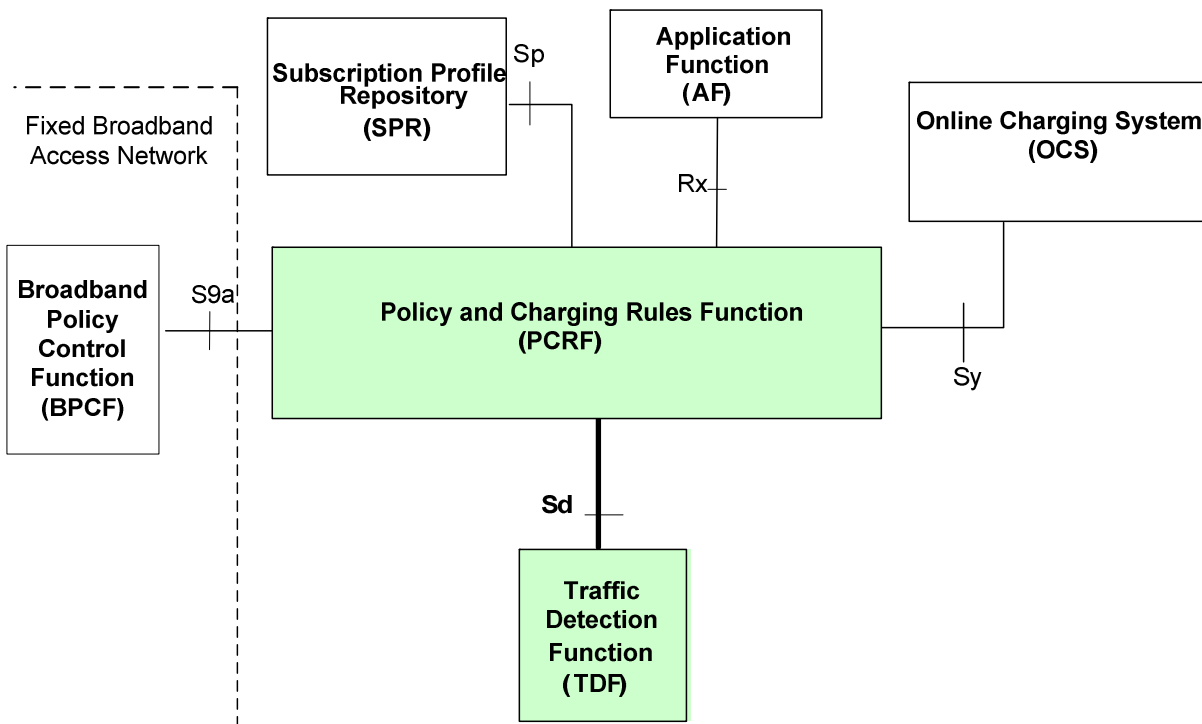 Sp
Subscription Profile
Repository
(SPR)
Application
Function
(AF)
Online Charging System
(OCS)
Fixed Broadband
Access Network
Rx
Broadband
Policy
Control
Function
(BPCF)
S9a
Policy and Charging Rules Function
(PCRF)
Sy
Sd
Traffic
Detection
Function
(TDF)